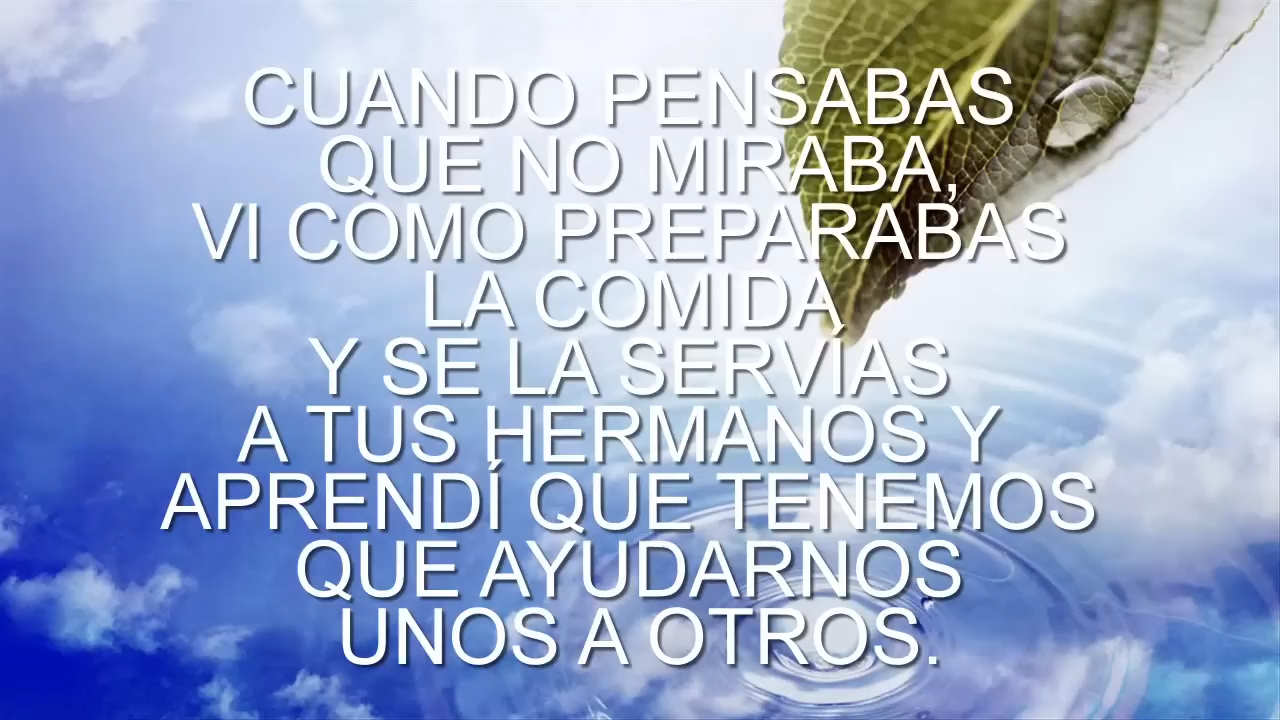 CUANDO PENSABAS
QUE NO MIRABA,
VI COMO PREPARABAS
LA COMIDA
Y SE LA SERVÍAS
A TUS HERMANOS Y
APRENDÍ QUE TENEMOS
QUE AYUDARNOS
UNOS A OTROS.